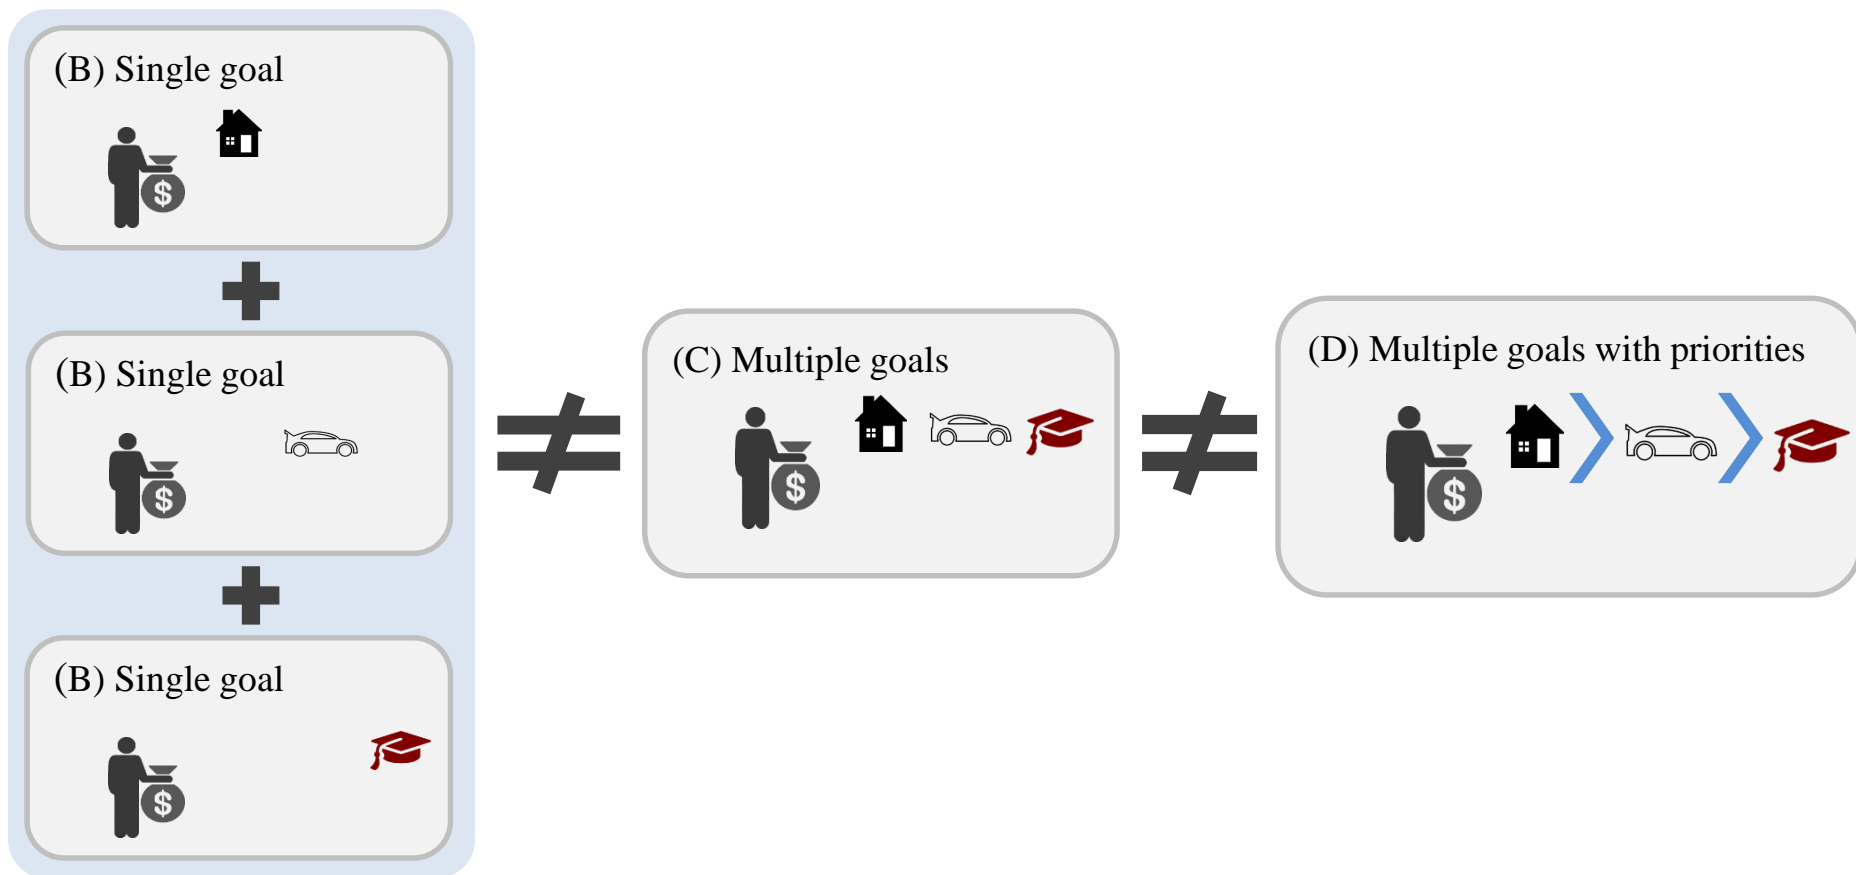 (B) Single goal
$
(B) Single goal
$
(B) Single goal
$
(C) Multiple goals
$
(D) Multiple goals with priorities
$